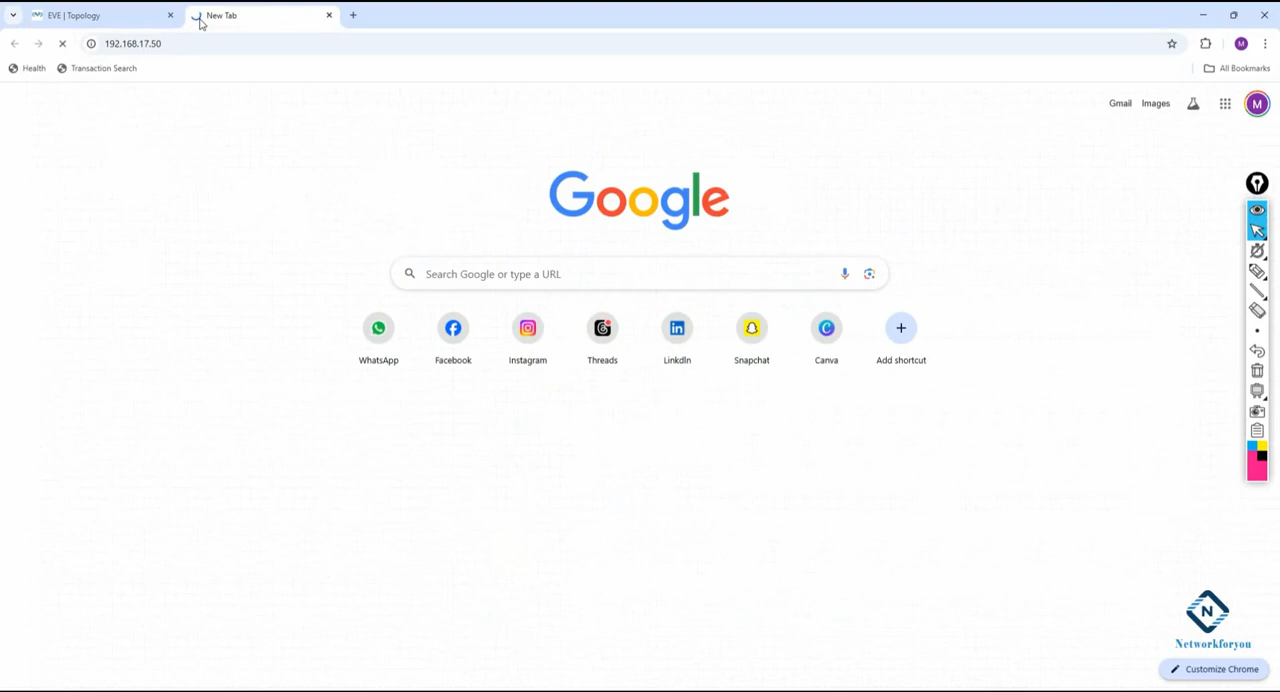 EVE | Topology
New Tab
192.168.17.50
M
Health
Transaction Search
All Bookmarks
Gmail
Images
M
Google
Search Google or type a URL
WhatsApp
Facebook
Instagram
Threads
LinkdIn
Snapchat
Canva
Add shortcut
N
Networkforyou
Customize Chrome